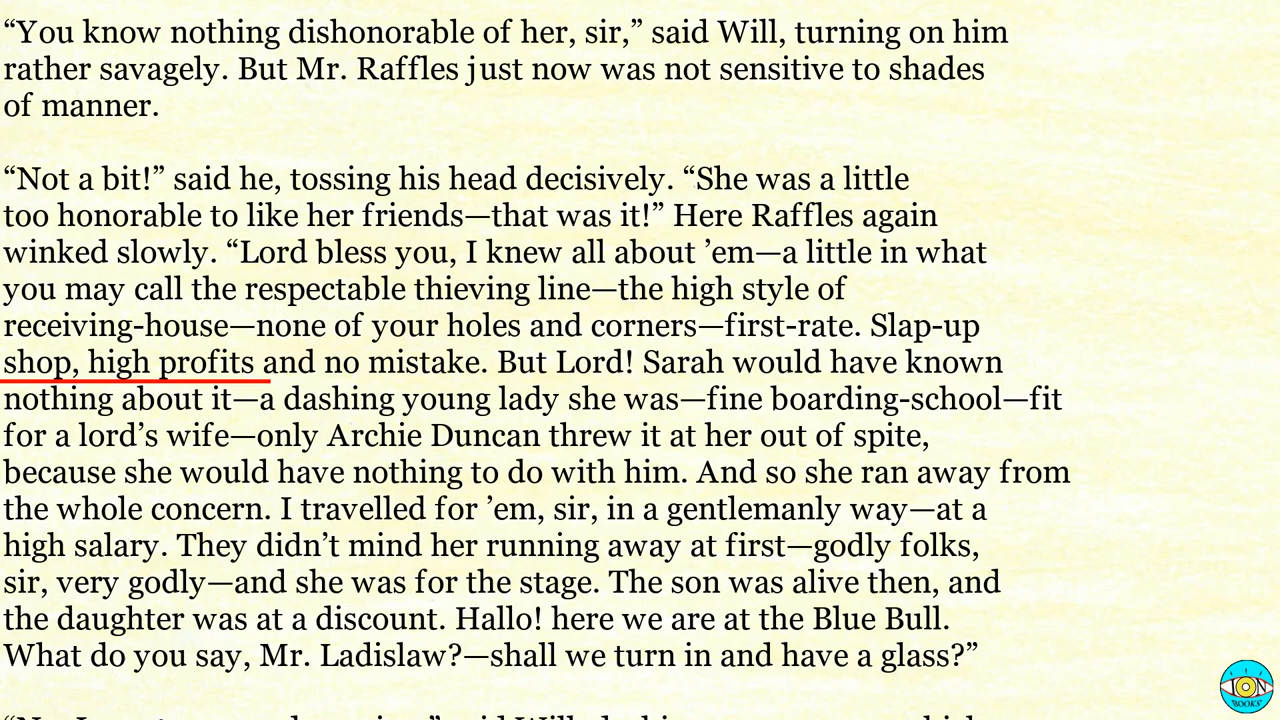 “You know nothing dishonorable of her, sir,” said Will, turning on him
rather savagely. But Mr. Raffles just now was not sensitive to shades
of manner.
“Not a bit!” said he, tossing his head decisively. “She was a little
too honorable to like her friends—that was it!” Here Raffles again
winked slowly. “Lord bless you, I knew all about ’em—a little in what
you may call the respectable thieving line—the high style of
receiving-house—none of your holes and corners—first-rate. Slap-up
shop, high profits and no mistake. But Lord! Sarah would have known
nothing about it—a dashing young lady she was—fine boarding-school—fit
for a lord’s wife—only Archie Duncan threw it at her out of spite,
because she would have nothing to do with him. And so she ran away from
the whole concern. I travelled for ’em, sir, in a gentlemanly way—at a
high salary. They didn’t mind her running away at first—godly folks,
sir, very godly—and she was for the stage. The son was alive then, and
the daughter was at a discount. Hallo! here we are at the Blue Bull.
What do you say, Mr. Ladislaw?—shall we turn in and have a glass?”
ION
BOOKS